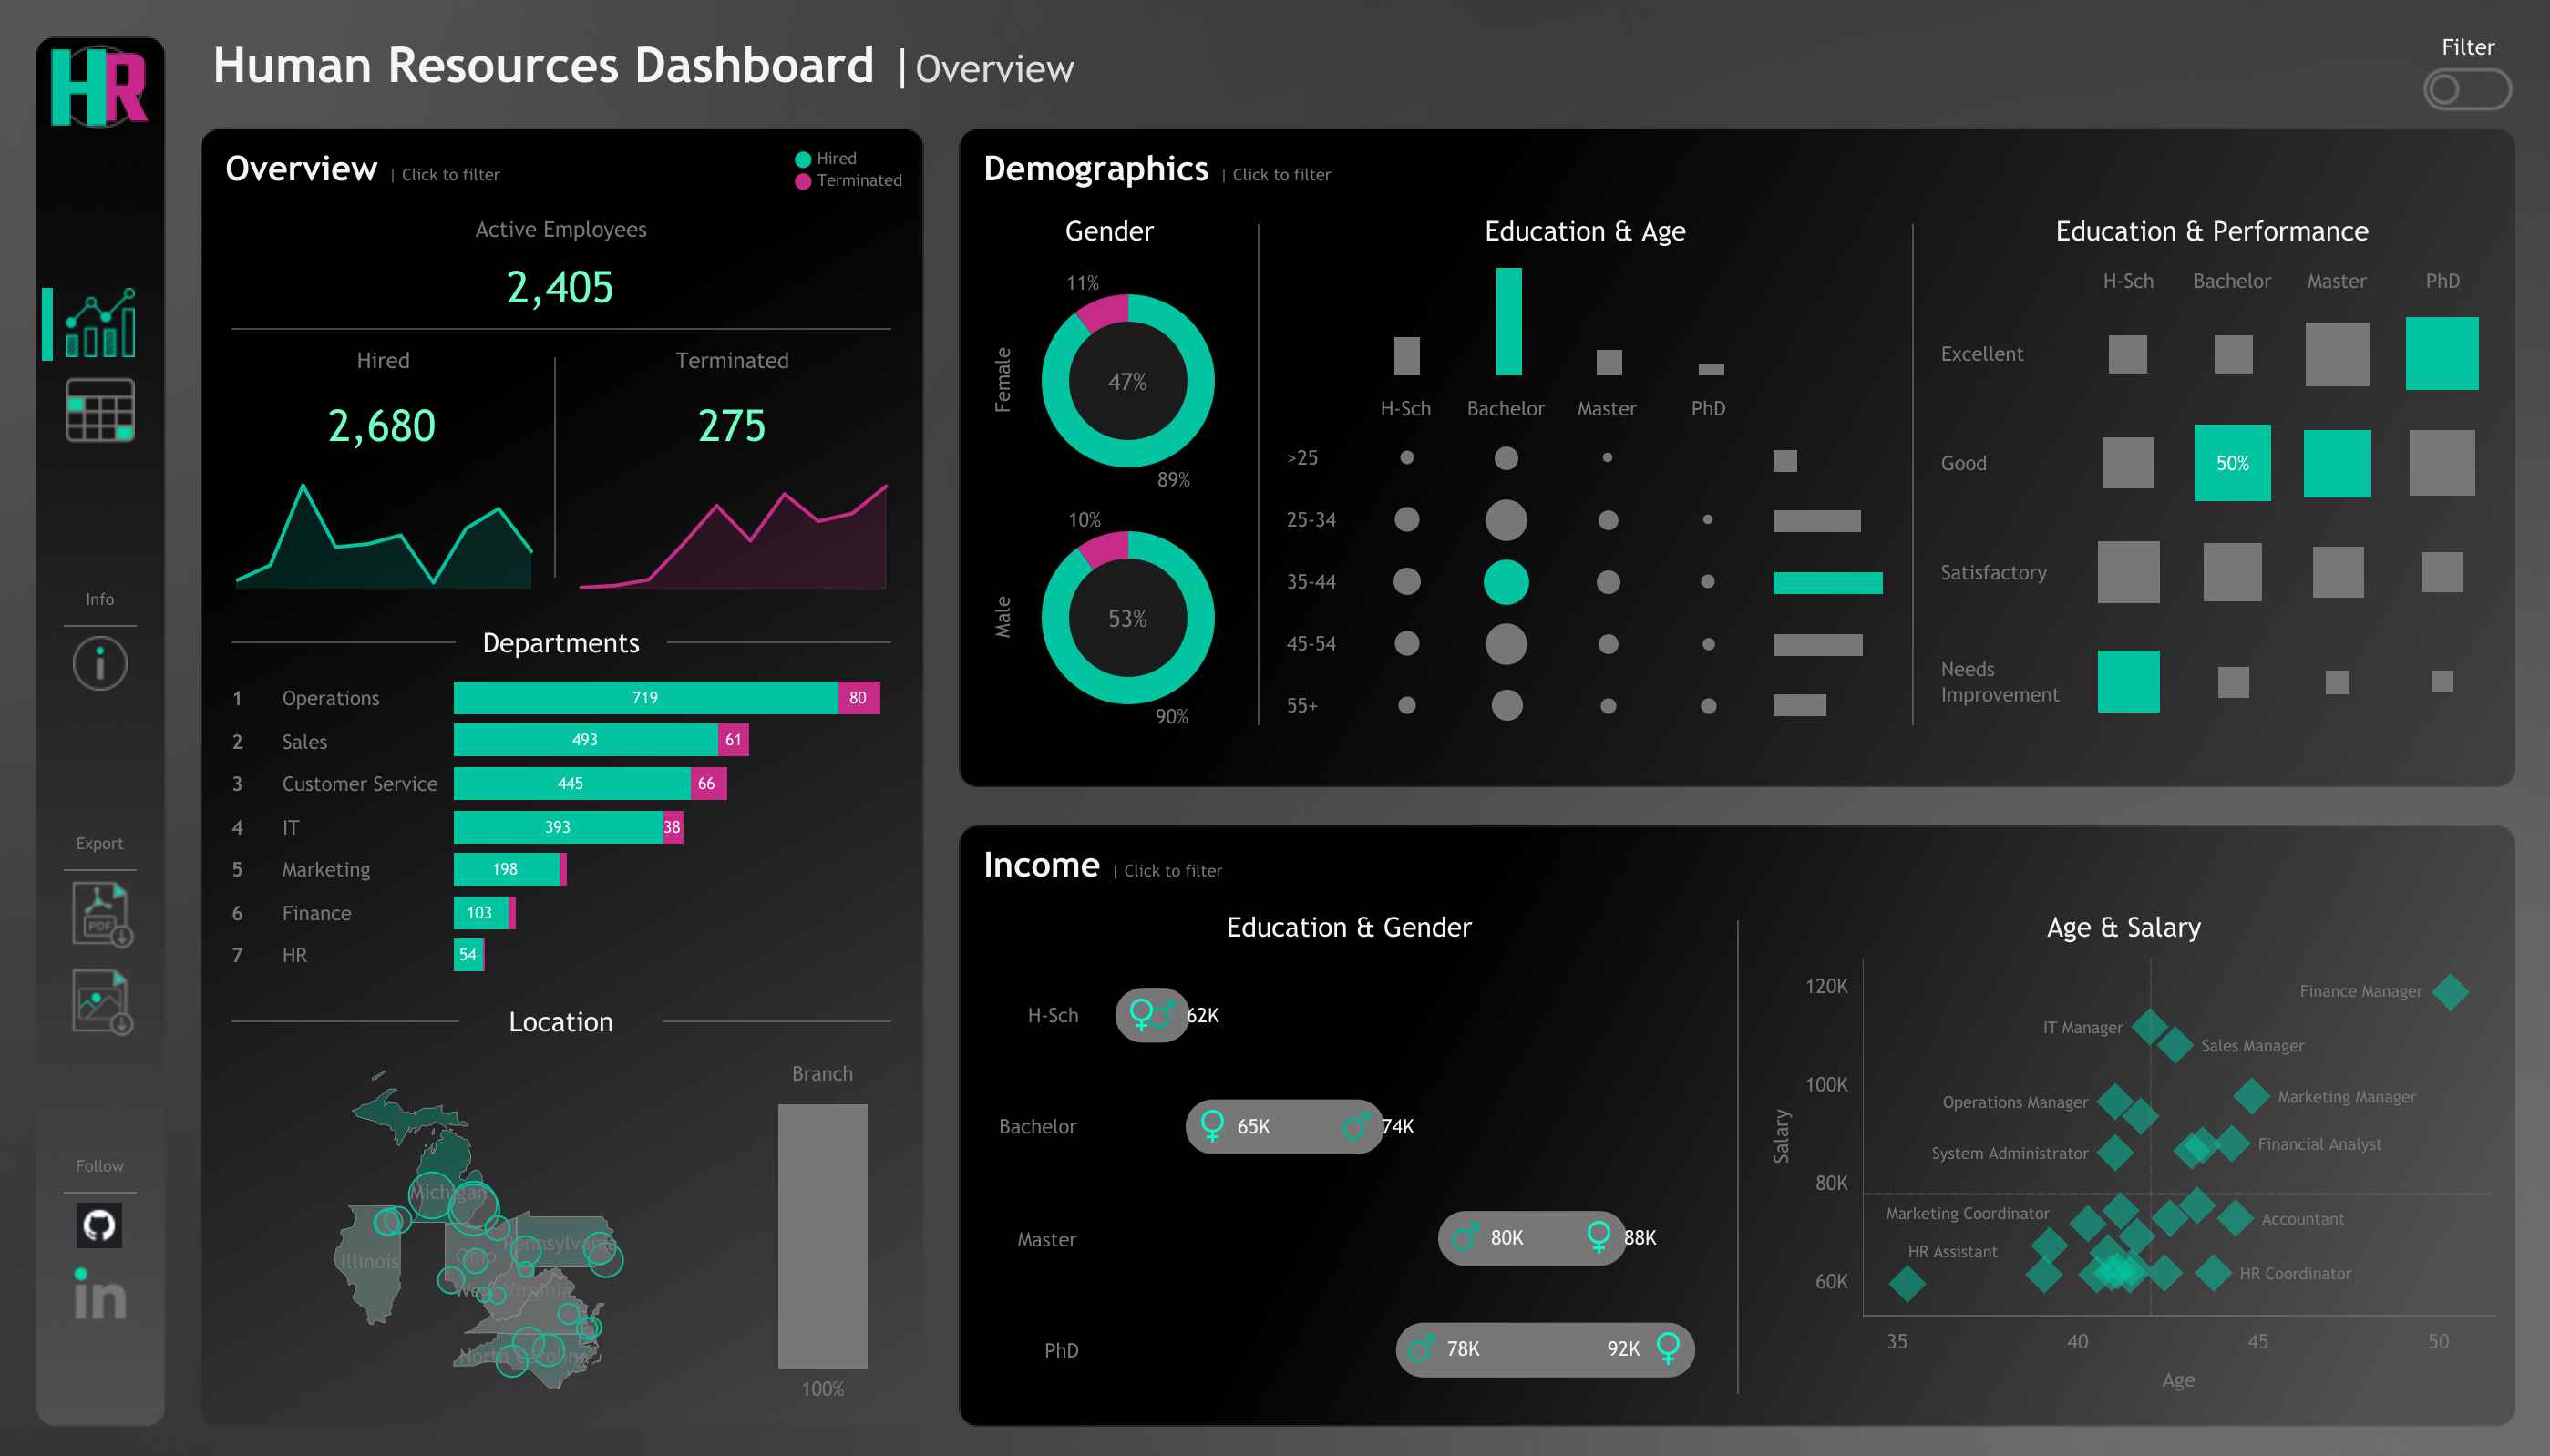 HR
Human Resources Dashboard | Overview
Filter
Info
Export
PDF
Follow
in
Overview | Click to filter
Hired
Terminated
Active Employees
2,405
Hired
2,680
Terminated
275
Departments
1 Operations 719 80
2 Sales 493 61
3 Customer Service 445 66
4 IT 393 38
5 Marketing 198
6 Finance 103
7 HR 54
Location
Michigan
Illinois
Ohio
Pennsylvania
West Virginia
North Carolina
Branch
100%
Demographics | Click to filter
Gender
Female
11%
47%
89%
Male
10%
53%
90%
Education & Age
H-Sch Bachelor Master PhD
>25
25-34
35-44
45-54
55+
Education & Performance
H-Sch Bachelor Master PhD
Excellent
Good 50%
Satisfactory
Needs
Improvement
Income | Click to filter
Education & Gender
H-Sch 62K
Bachelor 65K 74K
Master 80K 88K
PhD 78K 92K
Age & Salary
Salary
120K
100K
80K
60K
Finance Manager
IT Manager
Sales Manager
Operations Manager
Marketing Manager
System Administrator
Financial Analyst
Marketing Coordinator
Accountant
HR Assistant
HR Coordinator
35 40 45 50
Age